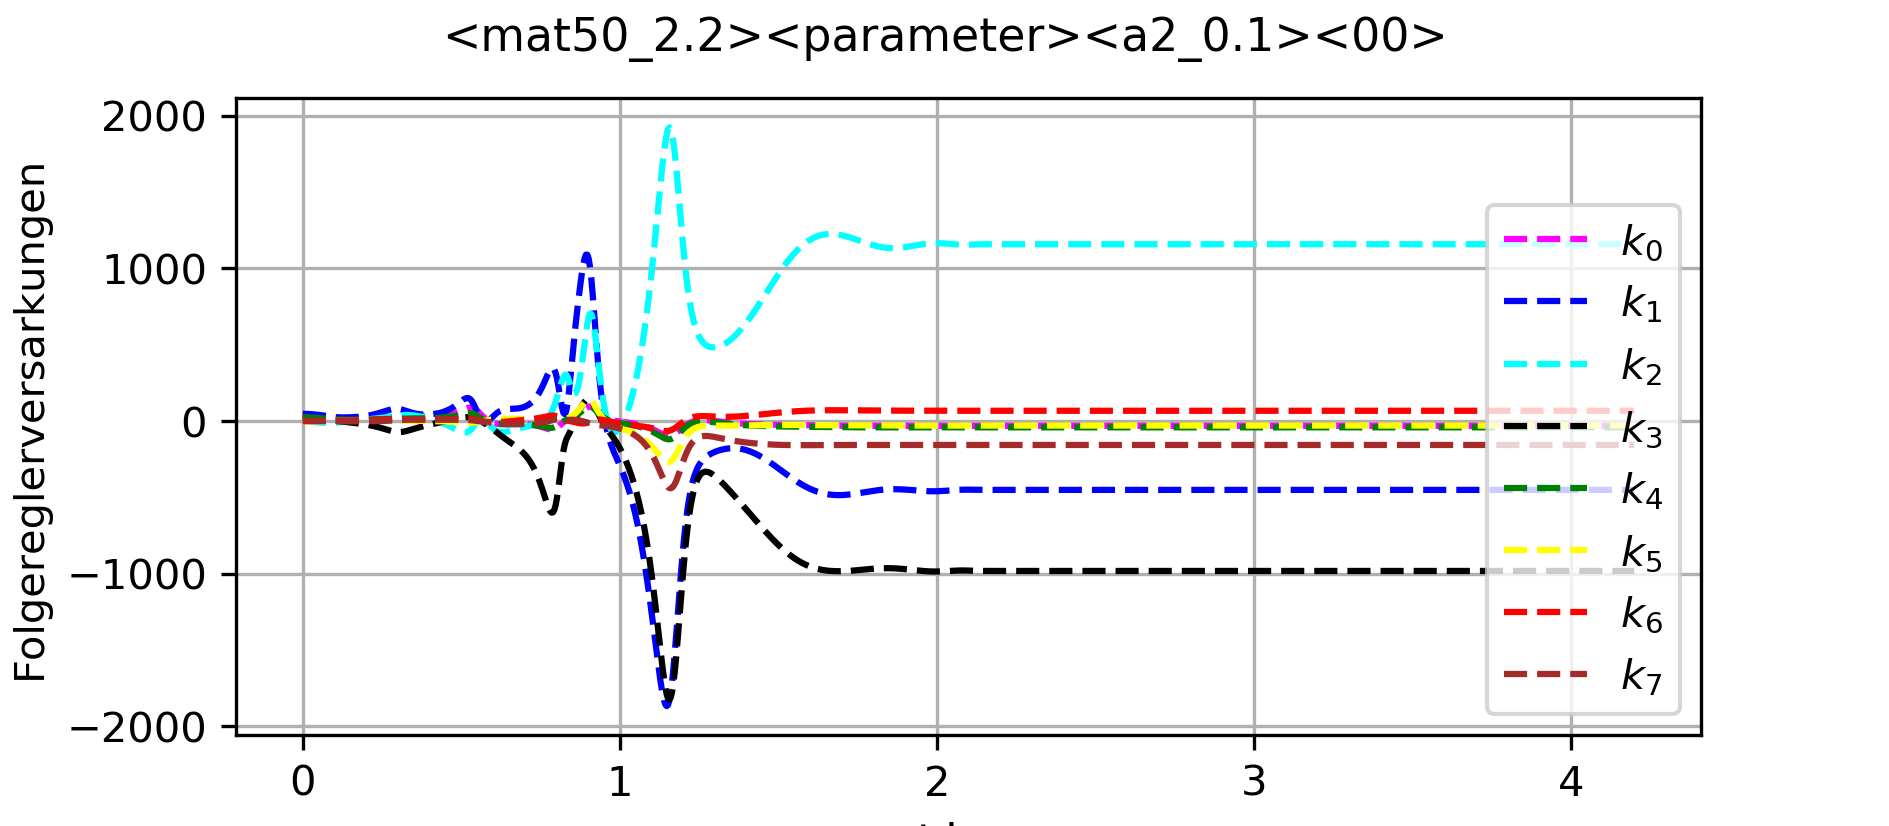 <mat50_2.2><parameter><a2_0.1><00>
Folgereglerversarkungen
2000
1000
0
−1000
−2000
0 1 2 3 4
k0
k1
k2
k3
k4
k5
k6
k7